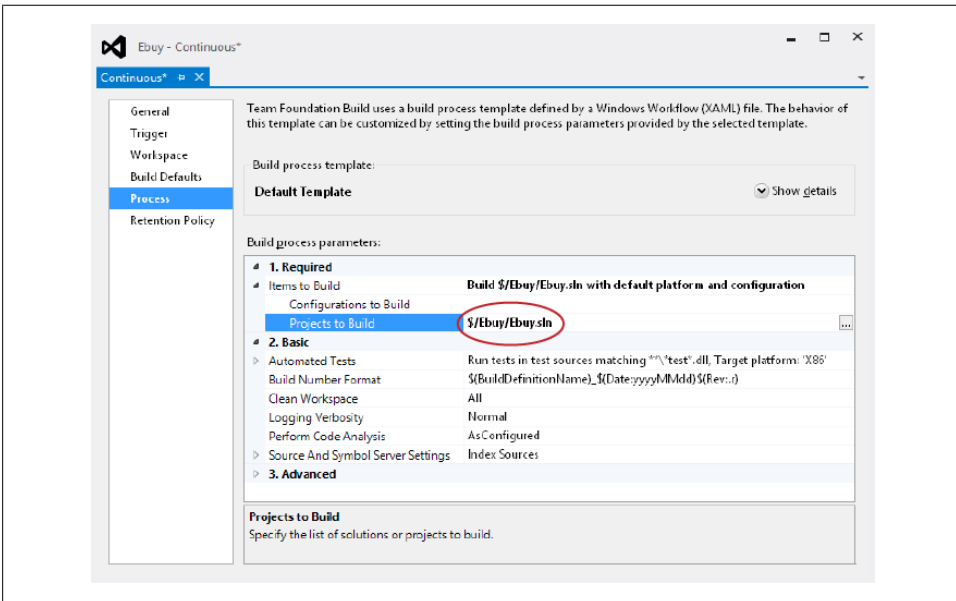 Ebuy - Continuous*
Continuous*
General
Trigger
Workspace
Build Defaults
Process
Retention Policy
Team Foundation Build uses a build process template defined by a Windows Workflow (XAML) file. The behavior of
this template can be customized by setting the build process parameters provided by the selected template.
Build process template:
Default Template
Show details
Build process parameters:
1. Required
Items to Build Build $/Ebuy/Ebuy.sln with default platform and configuration
Configurations to Build
Projects to Build $/Ebuy/Ebuy.sln ...
2. Basic
Automated Tests Run tests in test sources matching **\*test*.dll, Target platform: 'X86'
Build Number Format $(BuildDefinitionName)_$(Date:yyyyMMdd)$(Rev:.r)
Clean Workspace All
Logging Verbosity Normal
Perform Code Analysis AsConfigured
Source And Symbol Server Settings Index Sources
3. Advanced
Projects to Build
Specify the list of solutions or projects to build.